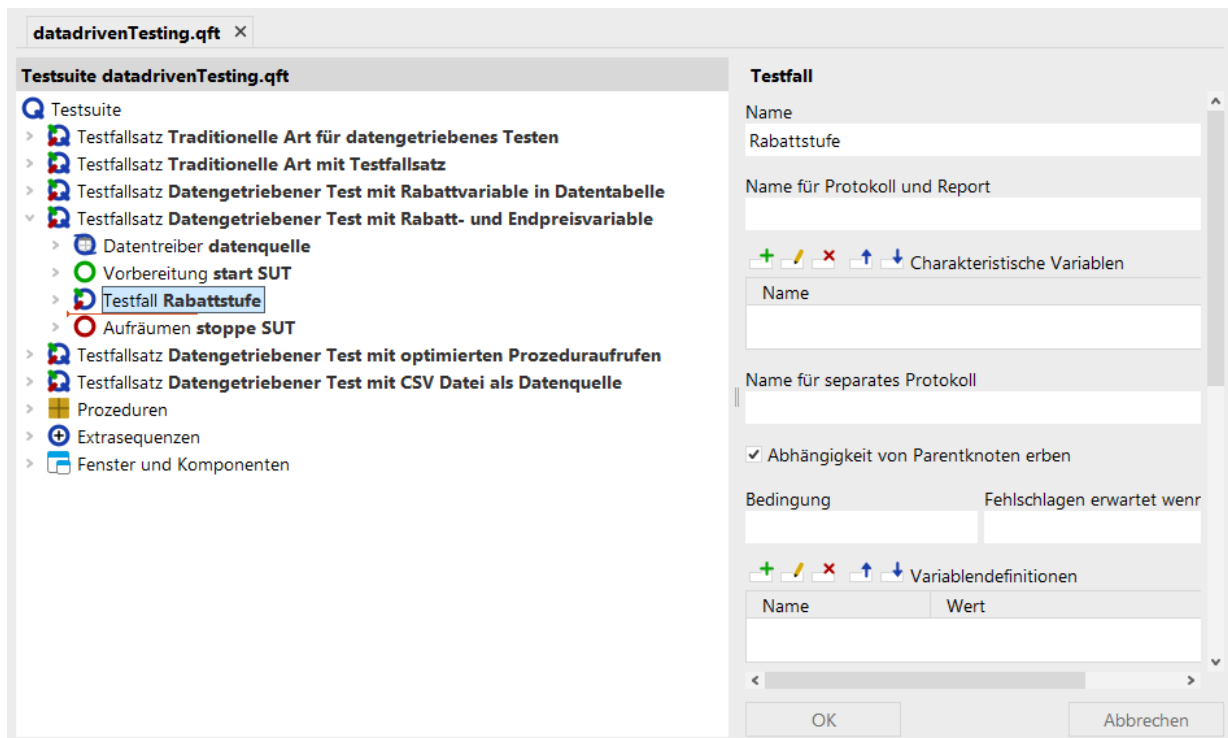 datadrivenTesting.qft ×
Testsuite datadrivenTesting.qft
Testsuite
Testfallsatz Traditionelle Art für datengetriebenes Testen
Testfallsatz Traditionelle Art mit Testfallsatz
Testfallsatz Datengetriebener Test mit Rabattvariable in Datentabelle
Testfallsatz Datengetriebener Test mit Rabatt- und Endpreisvariable
Datentreiber datenquelle
Vorbereitung start SUT
Testfall Rabattstufe
Aufräumen stoppe SUT
Testfallsatz Datengetriebener Test mit optimierten Prozeduraufrufen
Testfallsatz Datengetriebener Test mit CSV Datei als Datenquelle
Prozeduren
Extrasequenzen
Fenster und Komponenten
Testfall
Name
Rabattstufe
Name für Protokoll und Report
Charakteristische Variablen
Name
Name für separates Protokoll
Abhängigkeit von Parentknoten erben
Bedingung Fehlschlagen erwartet wenn
Variablendefinitionen
Name Wert
OK Abbrechen